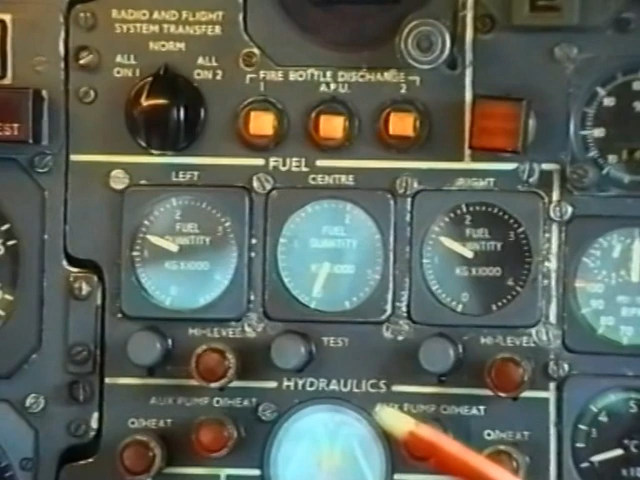 RADIO AND FLIGHT
SYSTEM TRANSFER
NORM
ALL ALL
ON 1 ON 2
FIRE BOTTLE DISCHARGE
1 A.P.U. 2
EST
FUEL
LEFT CENTRE RIGHT
2 2 2
FUEL FUEL FUEL
QUANTITY QUANTITY QUANTITY
KG X1000 KG X1000 KG X1000
0
HI-LEVEL TEST HI-LEVEL
HYDRAULICS
AUX PUMP O/HEAT AUX PUMP O/HEAT
O/HEAT O/HEAT